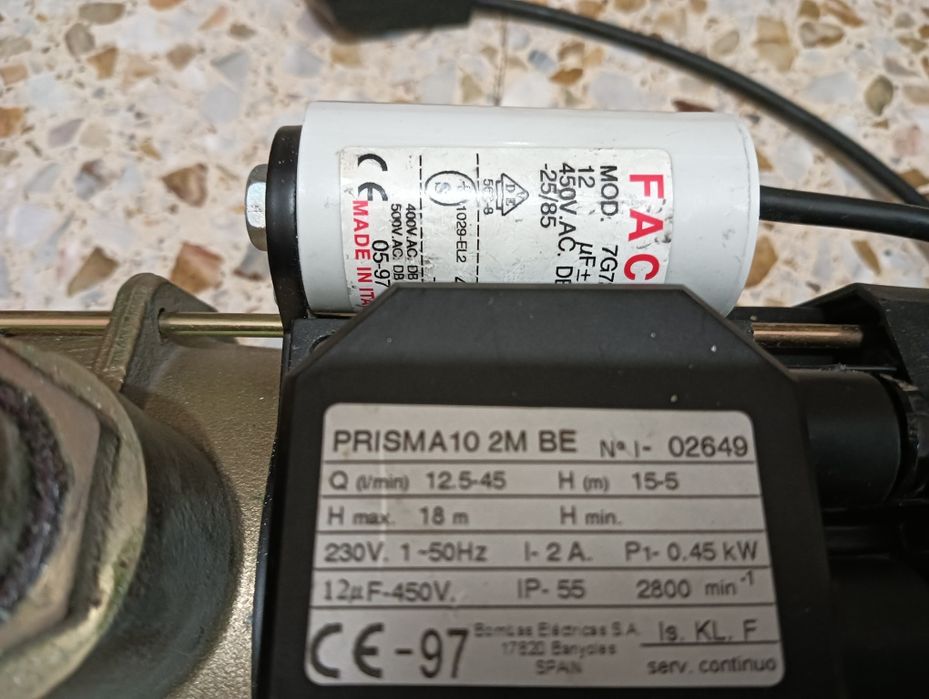 FAC
MOD. 7G7
12 µF±
450V.AC. DB
-25/85
D
E
S
1029-EL2
400V.AC. DB
500V.AC. DB
05-97
CE MADE IN ITA
PRISMA10 2M BE Nº I- 02649
Q (l/min) 12.5-45 H (m) 15-5
H max. 18 m H min.
230V. 1~50Hz I- 2 A. P1- 0.45 kW
12µF-450V. IP- 55 2800 min-1
CE-97 Bombas Eléctricas S.A. Is. KL. F
17820 Banyoles
SPAIN serv. continuo